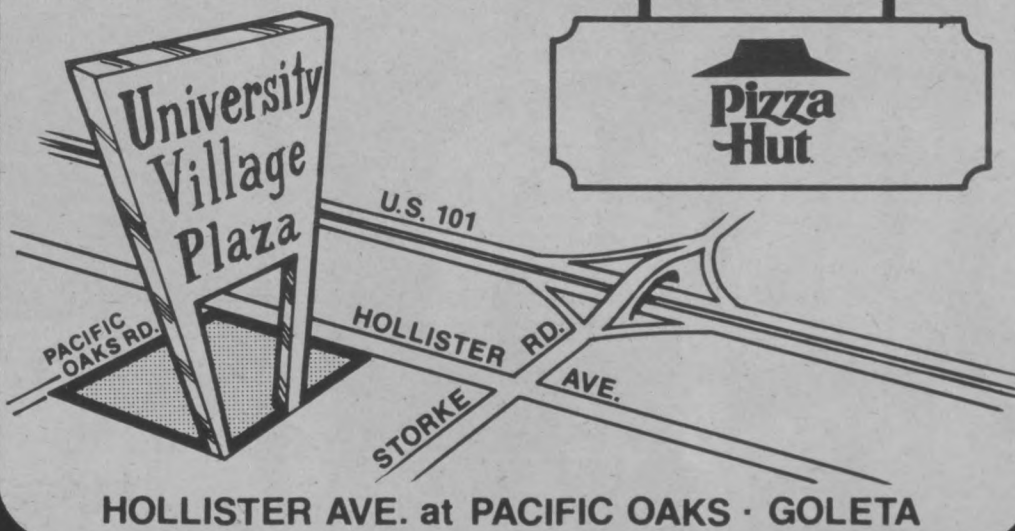 University
Village
Plaza
Pizza
Hut
U.S. 101
PACIFIC
OAKS RD.
HOLLISTER AVE.
STORKE RD.
HOLLISTER AVE. at PACIFIC OAKS · GOLETA